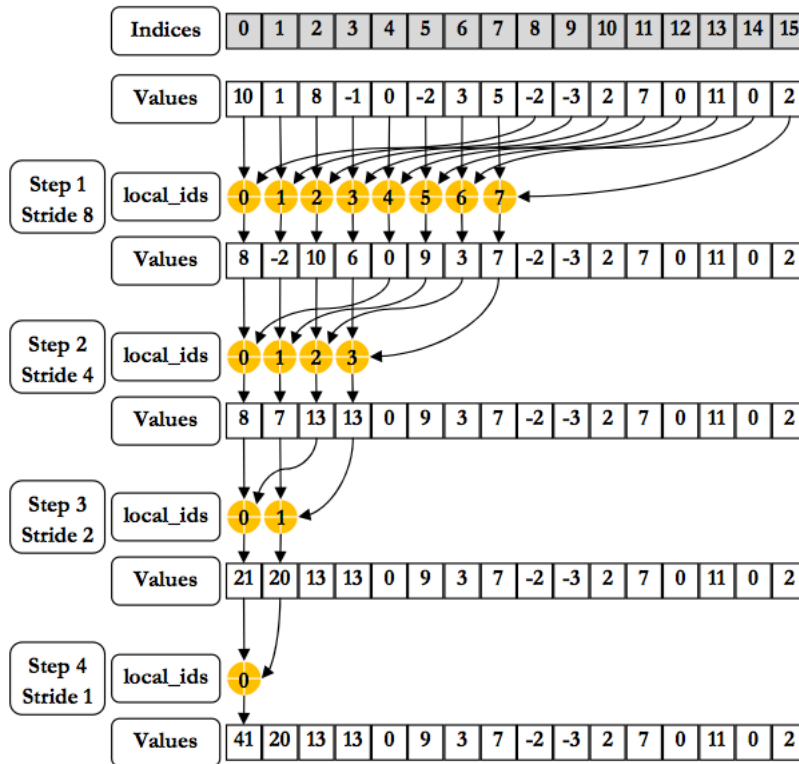 Indices 0 1 2 3 4 5 6 7 8 9 10 11 12 13 14 15
Values 10 1 8 -1 0 -2 3 5 -2 -3 2 7 0 11 0 2
Step 1
Stride 8
local_ids 0 1 2 3 4 5 6 7
Values 8 -2 10 6 0 9 3 7 -2 -3 2 7 0 11 0 2
Step 2
Stride 4
local_ids 0 1 2 3
Values 8 7 13 13 0 9 3 7 -2 -3 2 7 0 11 0 2
Step 3
Stride 2
local_ids 0 1
Values 21 20 13 13 0 9 3 7 -2 -3 2 7 0 11 0 2
Step 4
Stride 1
local_ids 0
Values 41 20 13 13 0 9 3 7 -2 -3 2 7 0 11 0 2